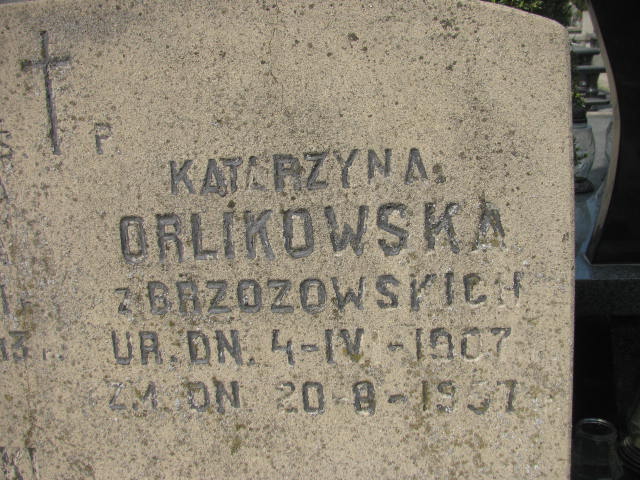 P
KATARZYNA
ORLIKOWSKA
z BRZOZOWSKICH
UR. DN. 4-IV-1907
ZM. DN 20-8-1957